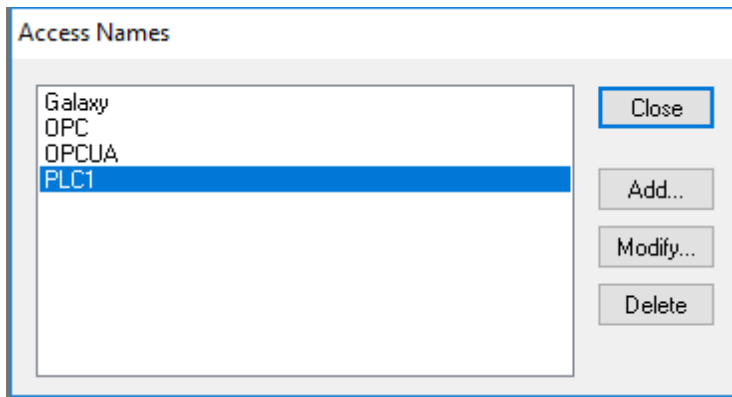 Access Names
Galaxy
OPC
OPCUA
PLC1
Close
Add...
Modify...
Delete